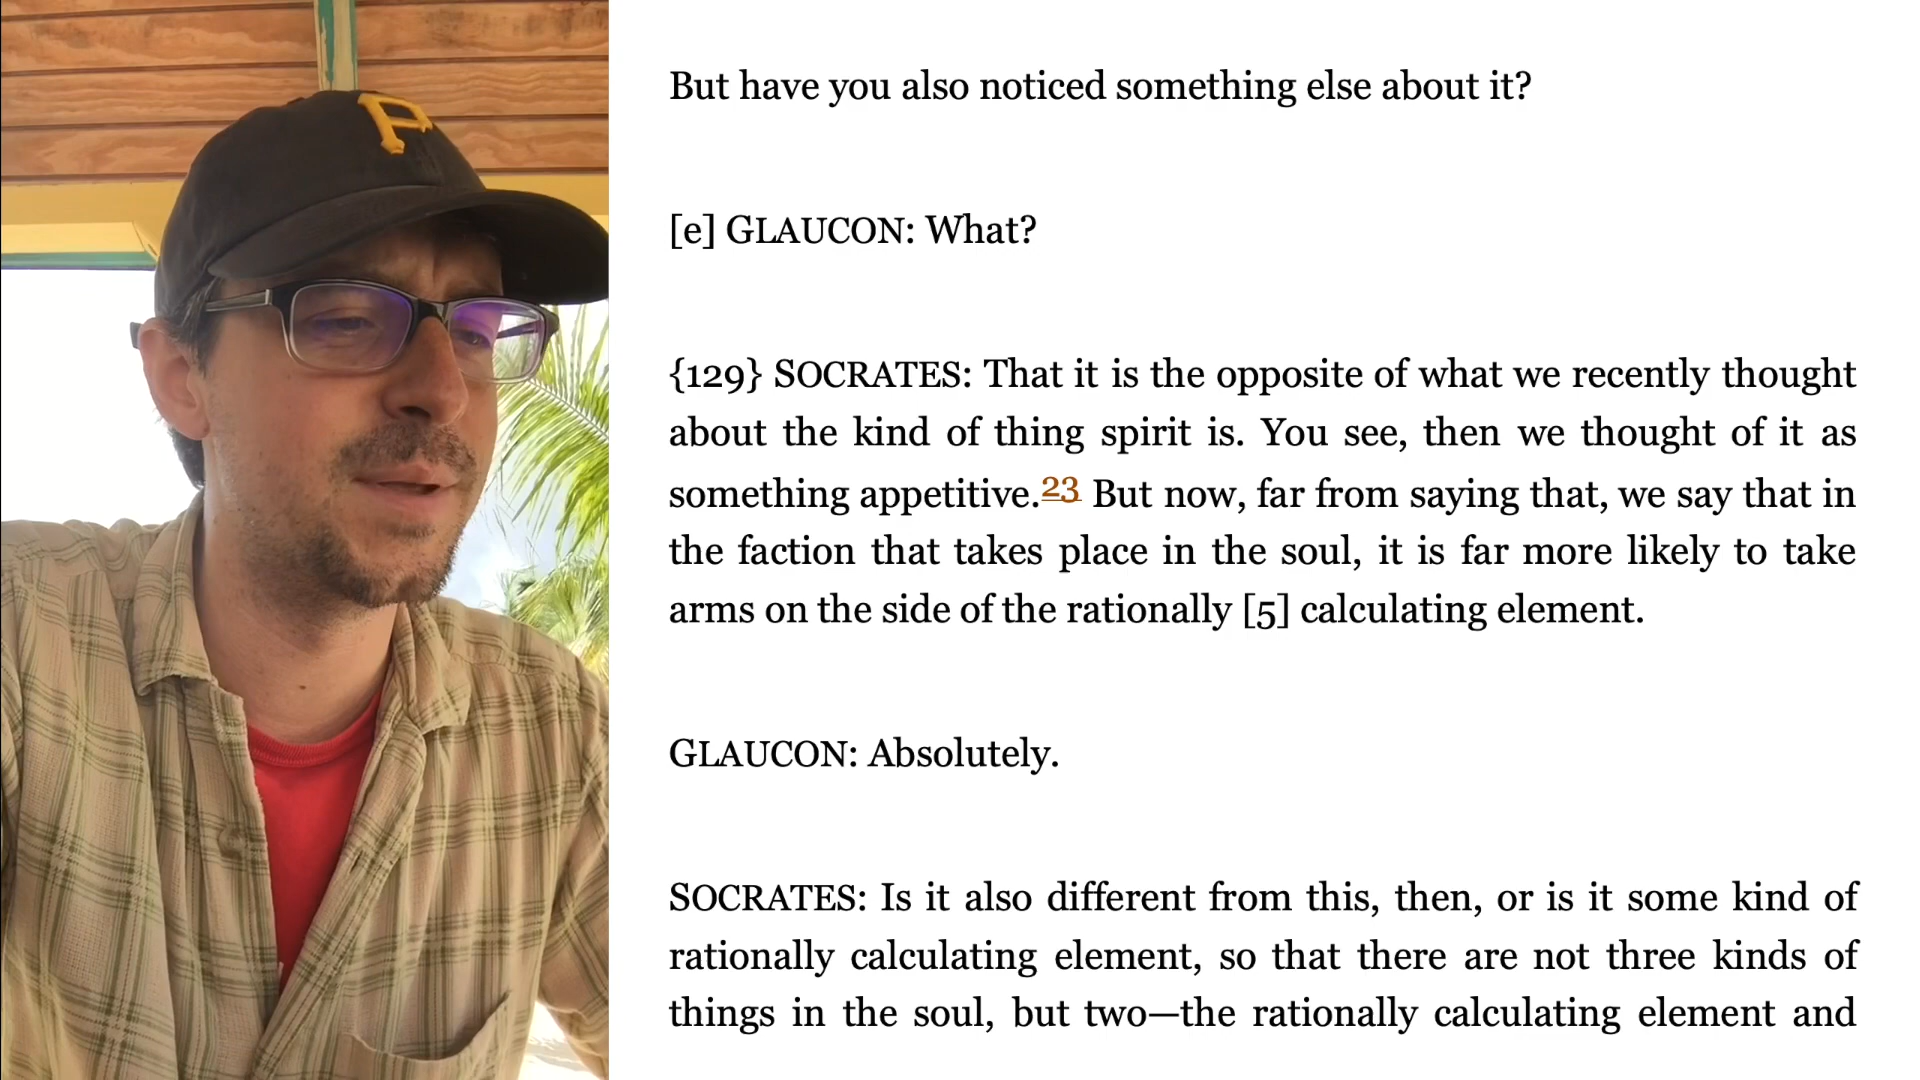 P
But have you also noticed something else about it?
[e] GLAUCON: What?
{129} SOCRATES: That it is the opposite of what we recently thought
about the kind of thing spirit is. You see, then we thought of it as
something appetitive.23 But now, far from saying that, we say that in
the faction that takes place in the soul, it is far more likely to take
arms on the side of the rationally [5] calculating element.
GLAUCON: Absolutely.
SOCRATES: Is it also different from this, then, or is it some kind of
rationally calculating element, so that there are not three kinds of
things in the soul, but two—the rationally calculating element and